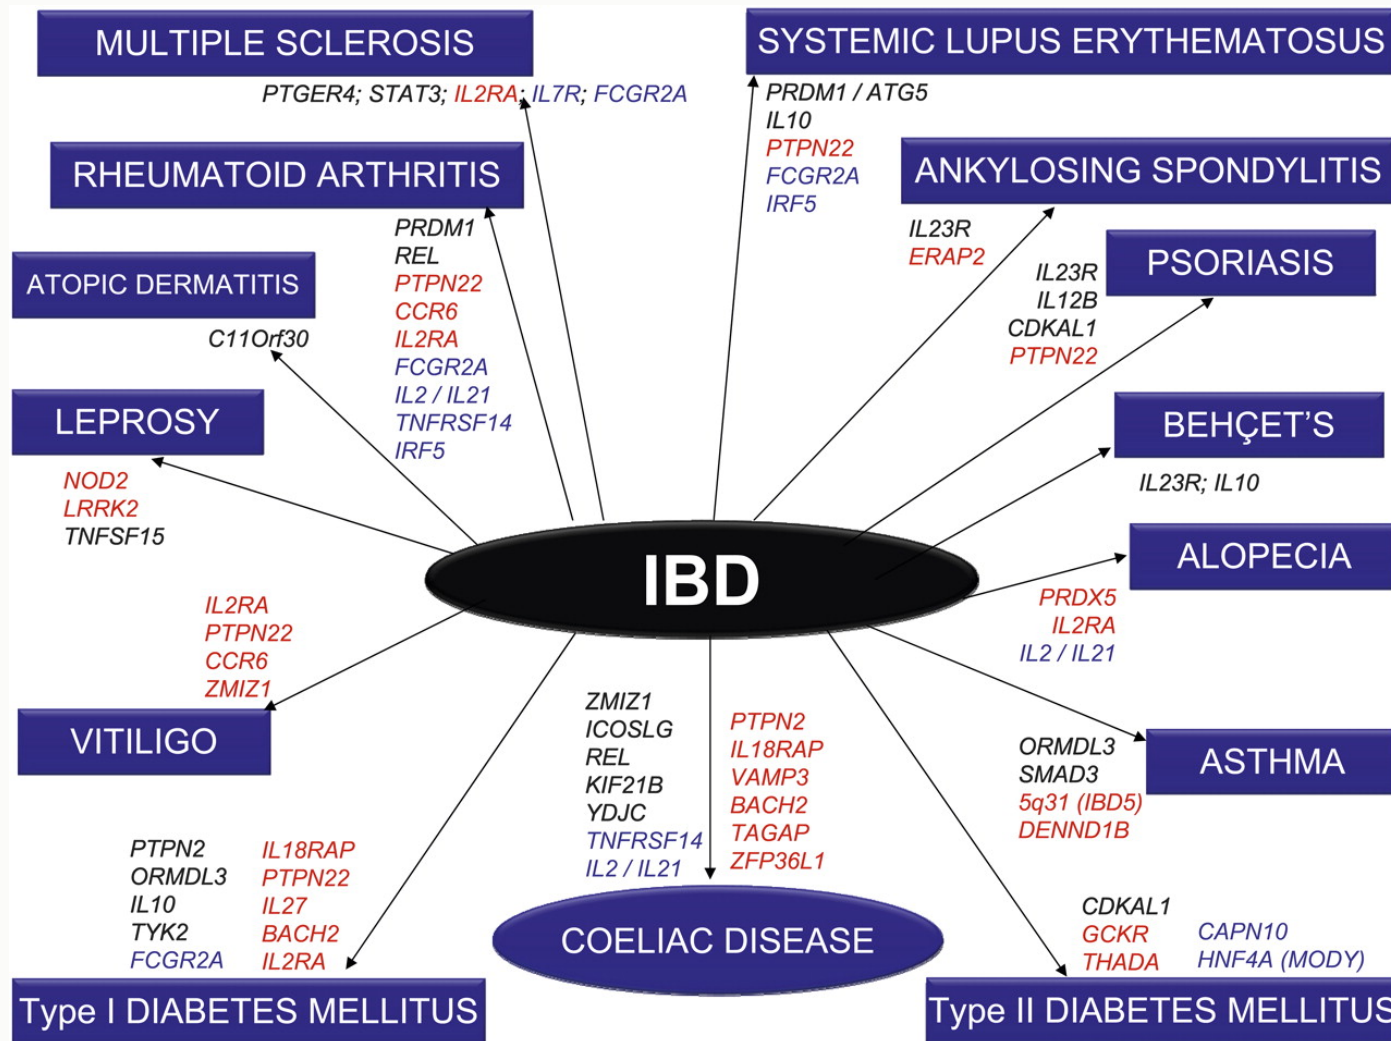 MULTIPLE SCLEROSIS
PTGER4; STAT3; IL2RA; IL7R; FCGR2A
SYSTEMIC LUPUS ERYTHEMATOSUS
PRDM1 / ATG5
IL10
PTPN22
FCGR2A
IRF5
RHEUMATOID ARTHRITIS
PRDM1
REL
PTPN22
CCR6
IL2RA
FCGR2A
IL2 / IL21
TNFRSF14
IRF5
ANKYLOSING SPONDYLITIS
IL23R
ERAP2
ATOPIC DERMATITIS
C11Orf30
PSORIASIS
IL23R
IL12B
CDKAL1
PTPN22
LEPROSY
NOD2
LRRK2
TNFSF15
BEHÇET’S
IL23R; IL10
IBD
ALOPECIA
PRDX5
IL2RA
IL2 / IL21
IL2RA
PTPN22
CCR6
ZMIZ1
VITILIGO
ZMIZ1
ICOSLG
REL
KIF21B
YDJC
TNFRSF14
IL2 / IL21
PTPN2
IL18RAP
VAMP3
BACH2
TAGAP
ZFP36L1
COELIAC DISEASE
ASTHMA
ORMDL3
SMAD3
5q31 (IBD5)
DENND1B
PTPN2
ORMDL3
IL10
TYK2
FCGR2A
IL18RAP
PTPN22
IL27
BACH2
IL2RA
Type I DIABETES MELLITUS
CDKAL1
GCKR
THADA
CAPN10
HNF4A (MODY)
Type II DIABETES MELLITUS